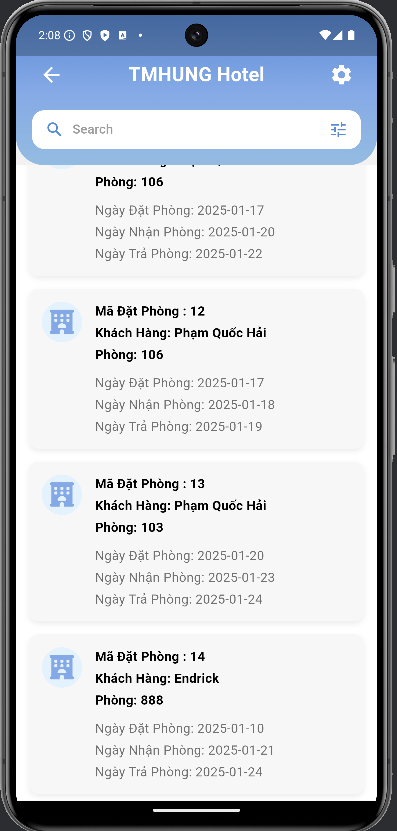 2:08
TMHUNG Hotel
Search
Phòng: 106
Ngày Đặt Phòng: 2025-01-17
Ngày Nhận Phòng: 2025-01-20
Ngày Trả Phòng: 2025-01-22
Mã Đặt Phòng : 12
Khách Hàng: Phạm Quốc Hải
Phòng: 106
Ngày Đặt Phòng: 2025-01-17
Ngày Nhận Phòng: 2025-01-18
Ngày Trả Phòng: 2025-01-19
Mã Đặt Phòng : 13
Khách Hàng: Phạm Quốc Hải
Phòng: 103
Ngày Đặt Phòng: 2025-01-20
Ngày Nhận Phòng: 2025-01-23
Ngày Trả Phòng: 2025-01-24
Mã Đặt Phòng : 14
Khách Hàng: Endrick
Phòng: 888
Ngày Đặt Phòng: 2025-01-10
Ngày Nhận Phòng: 2025-01-21
Ngày Trả Phòng: 2025-01-24